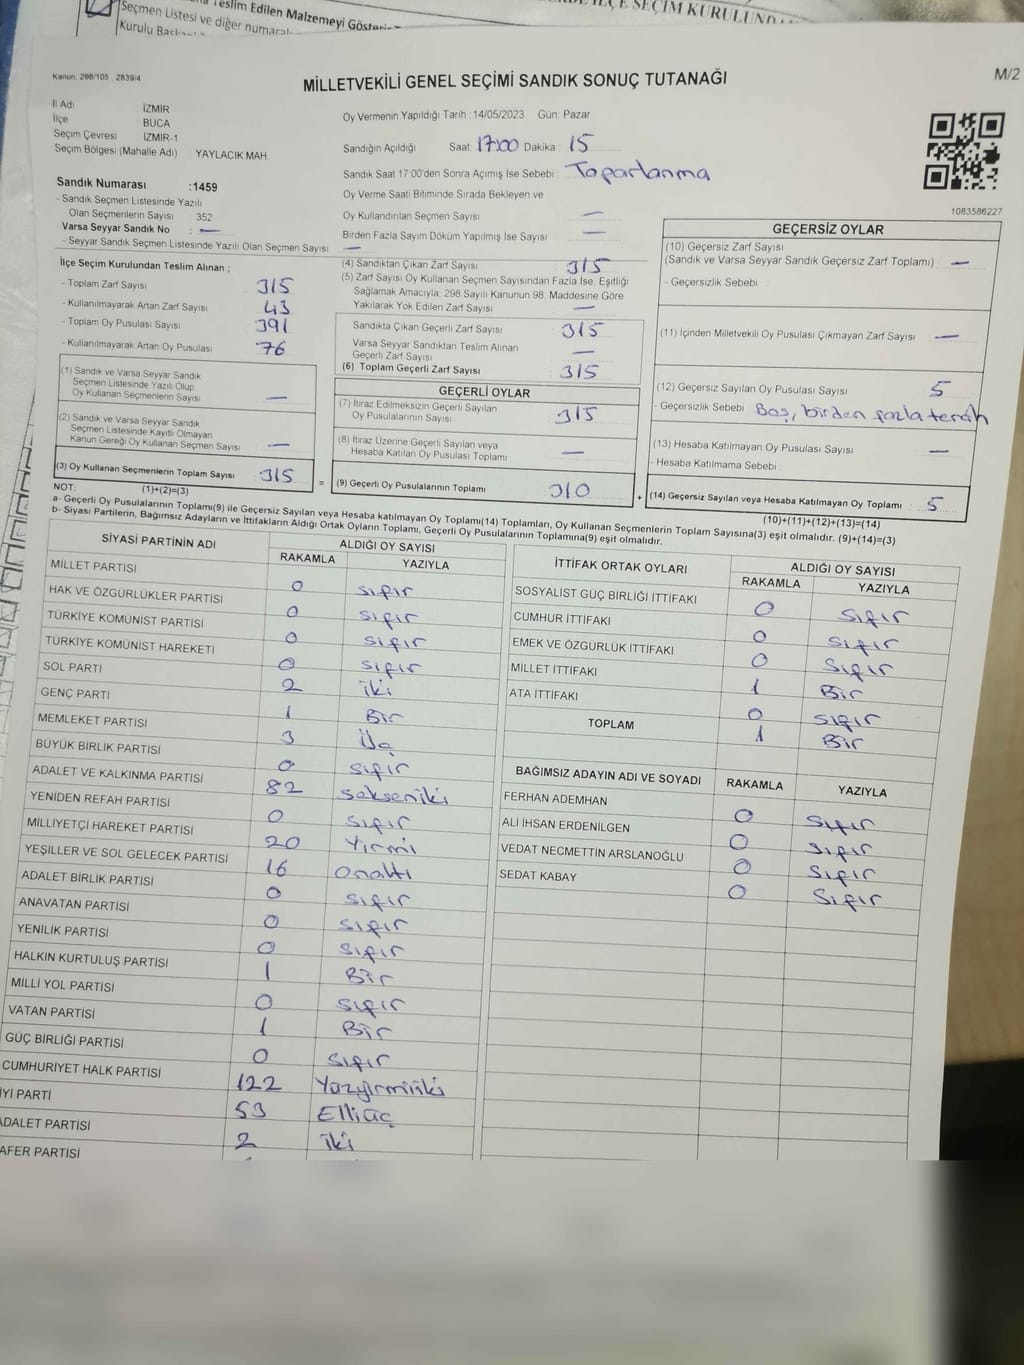 Teslim Edilen Malzemeyi
Seçmen Listesi ve diğer
Kurulu
İLÇE SEÇİM KURULUNDA
Kanun. 298/105 2839/4
MİLLETVEKİLİ GENEL SEÇİMİ SANDIK SONUÇ TUTANAĞI
M/2
İl Adı İZMİR
İlçe BUCA
Seçim Çevresi İZMİR-1
Seçim Bölgesi (Mahalle Adı) YAYLACIK MAH.
Oy Vermenin Yapıldığı Tarih :14/05/2023 Gün: Pazar
Sandığın Açıldığı Saat: 17:00 Dakika : 15
Sandık Saat 17:00'den Sonra Açımış İse Sebebi : Toparlanma
Oy Verme Saati Bitiminde Sırada Bekleyen ve
Oy Kullandırılan Seçmen Sayısı —
Birden Fazla Sayım Döküm Yapılmış İse Sayısı —
1083586227
Sandık Numarası :1459
- Sandık Seçmen Listesinde Yazılı
Olan Seçmenlerin Sayısı 352
Varsa Seyyar Sandık No : —
- Seyyar Sandık Seçmen Listesinde Yazılı Olan Seçmen Sayısı —
İlçe Seçim Kurulundan Teslim Alınan ;
- Toplam Zarf Sayısı 315
- Kullanılmayarak Artan Zarf Sayısı 43
- Toplam Oy Pusulası Sayısı 391
- Kullanılmayarak Artan Oy Pusulası 76
(1) Sandık ve Varsa Seyyar Sandık
Seçmen Listesinde Yazılı Olup
Oy Kullanan Seçmenlerin Sayısı —
(2) Sandık ve Varsa Seyyar Sandık
Seçmen Listesinde Kayıtlı Olmayan
Kanun Gereği Oy Kullanan Seçmen Sayısı —
(3) Oy Kullanan Seçmenlerin Toplam Sayısı 315
(1)+(2)=(3)
(4) Sandıktan Çıkan Zarf Sayısı 315
(5) Zarf Sayısı Oy Kullanan Seçmen Sayısından Fazla İse, Eşitliği
Sağlamak Amacıyla, 298 Sayılı Kanunun 98. Maddesine Göre
Yakılarak Yok Edilen Zarf Sayısı —
Sandıkta Çıkan Geçerli Zarf Sayısı 315
Varsa Seyyar Sandıktan Teslim Alınan
Geçerli Zarf Sayısı —
(6) Toplam Geçerli Zarf Sayısı 315
GEÇERLİ OYLAR
(7) İtiraz Edilmeksizin Geçerli Sayılan
Oy Pusulalarının Sayısı 315
(8) İtiraz Üzerine Geçerli Sayılan veya
Hesaba Katılan Oy Pusulası Toplamı —
= (9) Geçerli Oy Pusulalarının Toplamı 310
GEÇERSİZ OYLAR
(10) Geçersiz Zarf Sayısı
(Sandık ve Varsa Seyyar Sandık Geçersiz Zarf Toplamı) —
- Geçersizlik Sebebi :
(11) İçinden Milletvekili Oy Pusulası Çıkmayan Zarf Sayısı —
(12) Geçersiz Sayılan Oy Pusulası Sayısı 5
- Geçersizlik Sebebi Boş, birden fazla tercih
(13) Hesaba Katılmayan Oy Pusulası Sayısı —
- Hesaba Katılmama Sebebi :
+ (14) Geçersiz Sayılan veya Hesaba Katılmayan Oy Toplamı : 5
(10)+(11)+(12)+(13)=(14)
NOT:
a- Geçerli Oy Pusulaların Toplamı(9) ile Geçersiz Sayılan veya Hesaba katılmayan Oy Toplamı(14) Toplamları, Oy Kullanan Seçmenlerin Toplam Sayısına(3) eşit olmalıdır. (9)+(14)=(3)
b- Siyasi Partilerin, Bağımsız Adayların ve İttifakların Aldığı Ortak Oyların Toplamı, Geçerli Oy Pusulalarının Toplamına(9) eşit olmalıdır.
SİYASİ PARTİNİN ADI ALDIĞI OY SAYISI
RAKAMLA YAZIYLA
MİLLET PARTİSİ 0 sıfır
HAK VE ÖZGÜRLÜKLER PARTİSİ 0 sıfır
TÜRKİYE KOMÜNİST PARTİSİ 0 sıfır
TÜRKİYE KOMÜNİST HAREKETİ 0 sıfır
SOL PARTİ 2 iki
GENÇ PARTİ 1 Bir
MEMLEKET PARTİSİ 3 Üç
BÜYÜK BİRLİK PARTİSİ 0 sıfır
ADALET VE KALKINMA PARTİSİ 82 sekseniki
YENİDEN REFAH PARTİSİ 0 sıfır
MİLLİYETÇİ HAREKET PARTİSİ 20 Yirmi
YEŞİLLER VE SOL GELECEK PARTİSİ 16 onaltı
ADALET BİRLİK PARTİSİ 0 sıfır
ANAVATAN PARTİSİ 0 sıfır
YENİLİK PARTİSİ 0 sıfır
HALKIN KURTULUŞ PARTİSİ 1 Bir
MİLLİ YOL PARTİSİ 0 sıfır
VATAN PARTİSİ 1 Bir
GÜÇ BİRLİĞİ PARTİSİ 0 sıfır
CUMHURİYET HALK PARTİSİ 122 Yüzyirmiiki
İYİ PARTİ 53 Elliüç
ADALET PARTİSİ 2 iki
AFER PARTİSİ
İTTİFAK ORTAK OYLARI ALDIĞI OY SAYISI
RAKAMLA YAZIYLA
SOSYALİST GÜÇ BİRLİĞİ İTTİFAKI 0 Sıfır
CUMHUR İTTİFAKI 0 Sıfır
EMEK VE ÖZGÜRLÜK İTTİFAKI 0 Sıfır
MİLLET İTTİFAKI 1 Bir
ATA İTTİFAKI 0 sıfır
TOPLAM 1 Bir
BAĞIMSIZ ADAYIN ADI VE SOYADI RAKAMLA YAZIYLA
FERHAN ADEMHAN 0 Sıfır
ALİ İHSAN ERDENİLGEN 0 Sıfır
VEDAT NECMETTİN ARSLANOĞLU 0 Sıfır
SEDAT KABAY 0 Sıfır